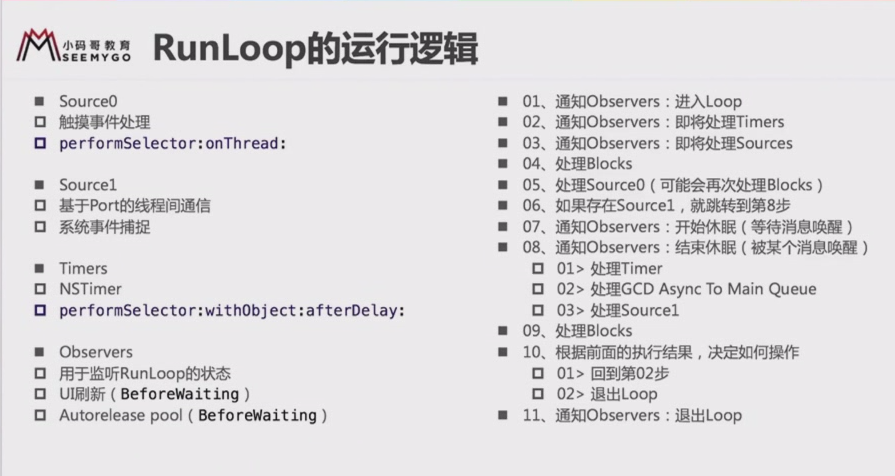 小码哥教育
SEEMYGO
RunLoop的运行逻辑
Source0
触摸事件处理
performSelector:onThread:
Source1
基于Port的线程间通信
系统事件捕捉
Timers
NSTimer
performSelector:withObject:afterDelay:
Observers
用于监听RunLoop的状态
UI刷新（BeforeWaiting）
Autorelease pool（BeforeWaiting）
01、通知Observers：进入Loop
02、通知Observers：即将处理Timers
03、通知Observers：即将处理Sources
04、处理Blocks
05、处理Source0（可能会再次处理Blocks）
06、如果存在Source1，就跳转到第8步
07、通知Observers：开始休眠（等待消息唤醒）
08、通知Observers：结束休眠（被某个消息唤醒）
01> 处理Timer
02> 处理GCD Async To Main Queue
03> 处理Source1
09、处理Blocks
10、根据前面的执行结果，决定如何操作
01> 回到第02步
02> 退出Loop
11、通知Observers：退出Loop